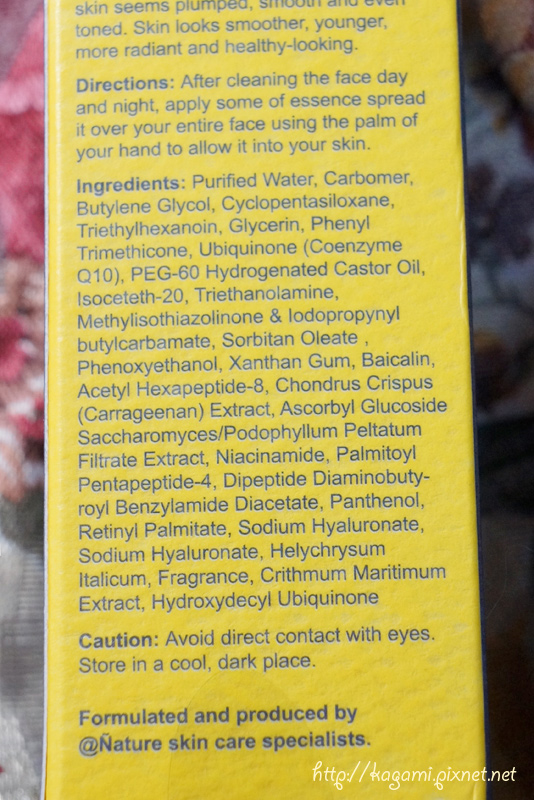 skin seems plumped, smooth and even
toned. Skin looks smoother, younger,
more radiant and healthy-looking.
Directions: After cleaning the face day
and night, apply some of essence spread
it over your entire face using the palm of
your hand to allow it into your skin.
Ingredients: Purified Water, Carbomer,
Butylene Glycol, Cyclopentasiloxane,
Triethylhexanoin, Glycerin, Phenyl
Trimethicone, Ubiquinone (Coenzyme
Q10), PEG-60 Hydrogenated Castor Oil,
Isoceteth-20, Triethanolamine,
Methylisothiazolinone & Iodopropynyl
butylcarbamate, Sorbitan Oleate ,
Phenoxyethanol, Xanthan Gum, Baicalin,
Acetyl Hexapeptide-8, Chondrus Crispus
(Carrageenan) Extract, Ascorbyl Glucoside
Saccharomyces/Podophyllum Peltatum
Filtrate Extract, Niacinamide, Palmitoyl
Pentapeptide-4, Dipeptide Diaminobuty-
royl Benzylamide Diacetate, Panthenol,
Retinyl Palmitate, Sodium Hyaluronate,
Sodium Hyaluronate, Helychrysum
Italicum, Fragrance, Crithmum Maritimum
Extract, Hydroxydecyl Ubiquinone
Caution: Avoid direct contact with eyes.
Store in a cool, dark place.
Formulated and produced by
@Ñature skin care specialists.
http://kagami.pixnet.net